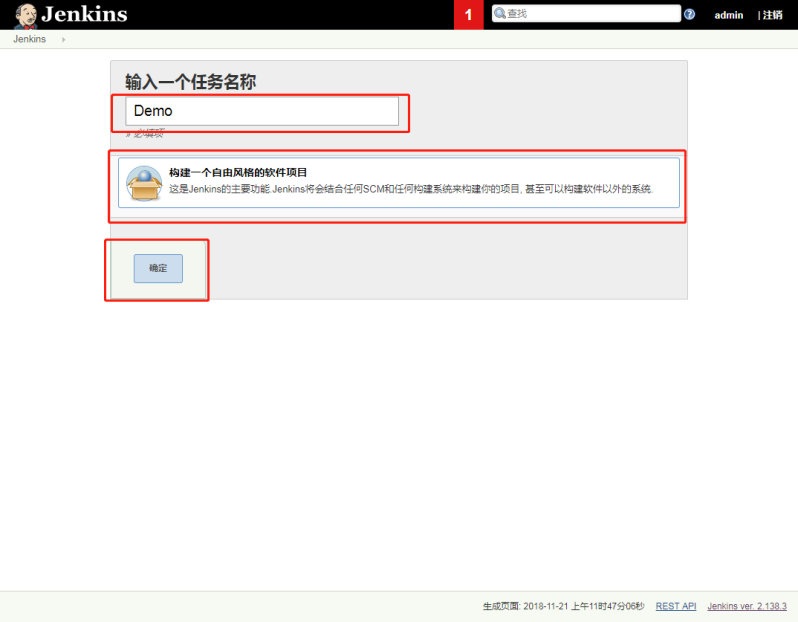 Jenkins
1
查找
?
admin
| 注销
Jenkins
输入一个任务名称
Demo
» 必填项
构建一个自由风格的软件项目
这是Jenkins的主要功能.Jenkins将会结合任何SCM和任何构建系统来构建你的项目, 甚至可以构建软件以外的系统.
确定
生成页面: 2018-11-21 上午11时47分06秒
REST API
Jenkins ver. 2.138.3